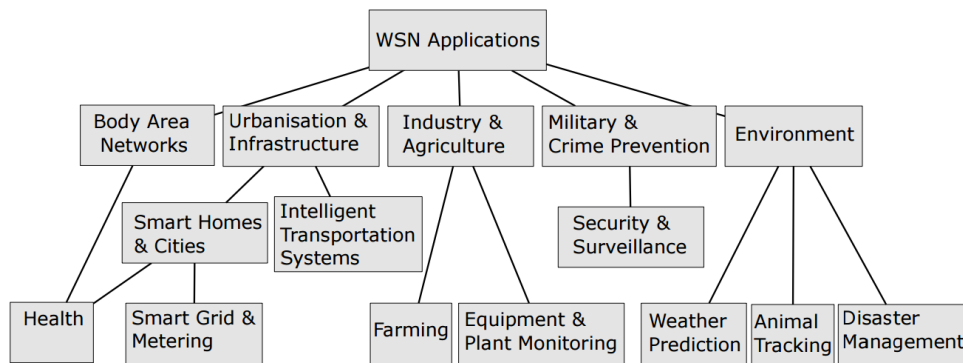 WSN Applications
Body Area
Networks
Urbanisation &
Infrastructure
Industry &
Agriculture
Military &
Crime Prevention
Environment
Smart Homes
& Cities
Intelligent
Transportation
Systems
Security &
Surveillance
Health
Smart Grid &
Metering
Farming
Equipment &
Plant Monitoring
Weather
Prediction
Animal
Tracking
Disaster
Management